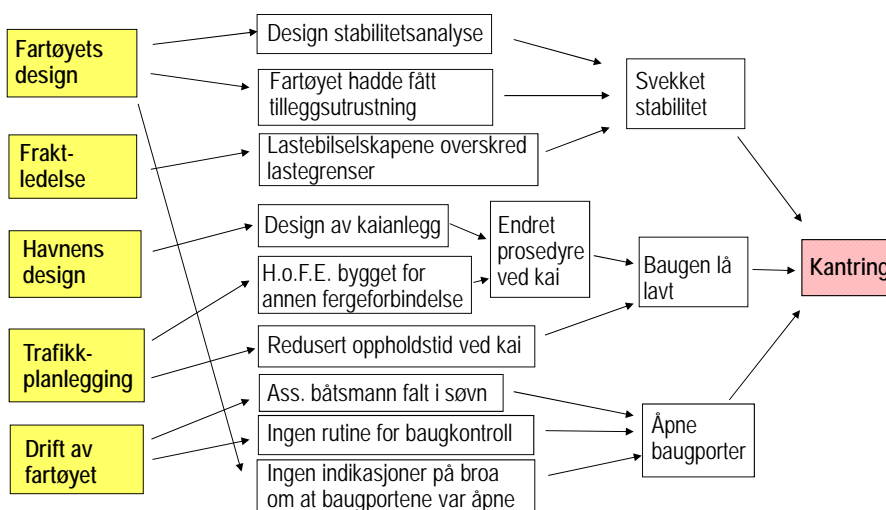 Fartøyets
design
Frakt-
ledelse
Havnens
design
Trafikk-
planlegging
Drift av
fartøyet
Design stabilitetsanalyse
Fartøyet hadde fått
tilleggsutrustning
Lastebilselskapene overskred
lastegrenser
Design av kaianlegg
H.o.F.E. bygget for
annen fergeforbindelse
Redusert oppholdstid ved kai
Ass. båtsmann falt i søvn
Ingen rutine for baugkontroll
Ingen indikasjoner på broa
om at baugportene var åpne
Endret
prosedyre
ved kai
Svekket
stabilitet
Baugen lå
lavt
Åpne
baugporter
Kantring